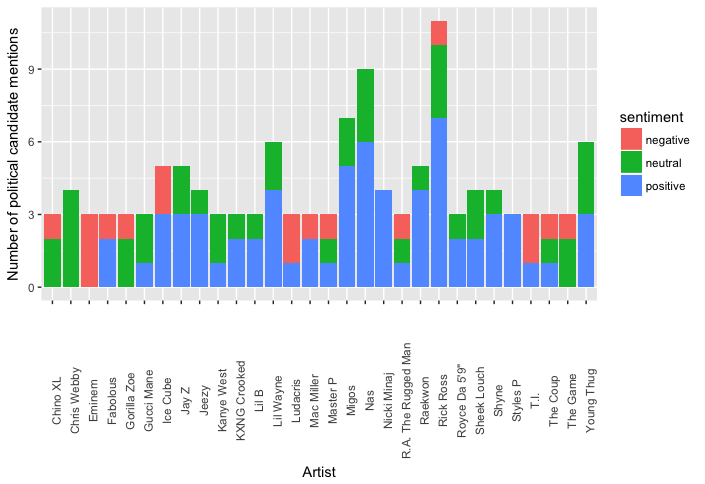 Number of political candidate mentions
9
6
3
0
Chino XL
Chris Webby
Eminem
Fabolous
Gorilla Zoe
Gucci Mane
Ice Cube
Jay Z
Jeezy
Kanye West
KXNG Crooked
Lil B
Lil Wayne
Ludacris
Mac Miller
Master P
Migos
Nas
Nicki Minaj
R.A. The Rugged Man
Raekwon
Rick Ross
Royce Da 5'9"
Sheek Louch
Shyne
Styles P
T.I.
The Coup
The Game
Young Thug
Artist
sentiment
negative
neutral
positive